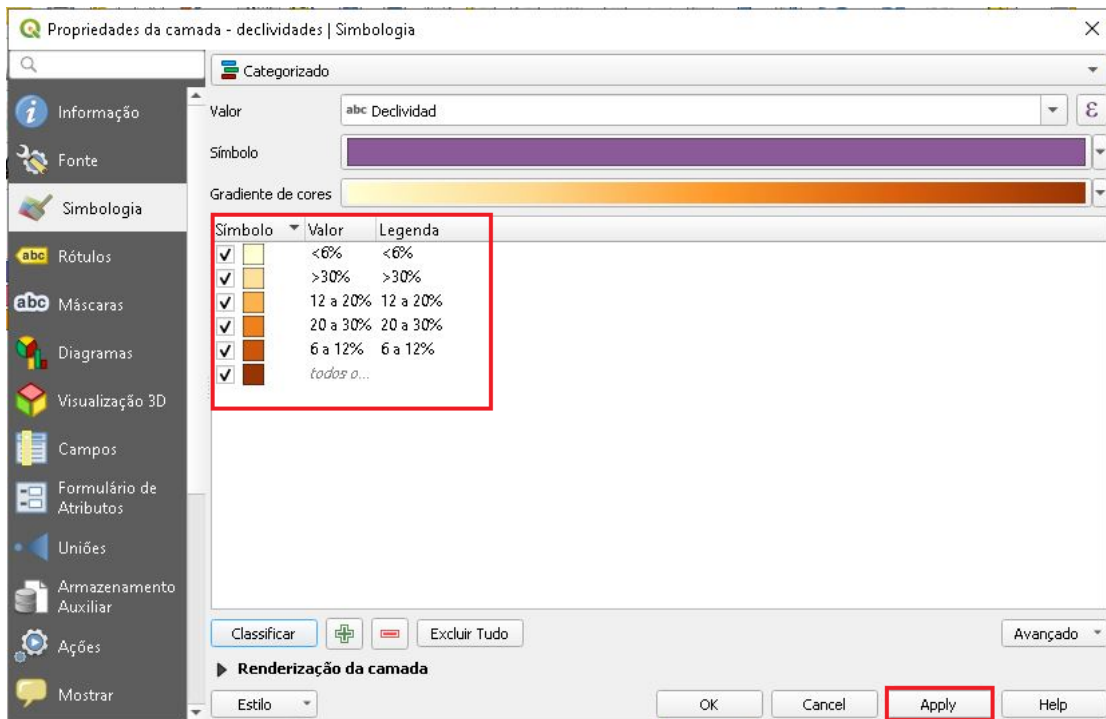 Propriedades da camada - declividades | Simbologia
Informação
Fonte
Simbologia
abc Rótulos
abc Máscaras
Diagramas
Visualização 3D
Campos
Formulário de
Atributos
Uniões
Armazenamento
Auxiliar
Ações
Mostrar
Categorizado
Valor abc Declividad ε
Símbolo
Gradiente de cores
Símbolo Valor Legenda
<6% <6%
>30% >30%
12 a 20% 12 a 20%
20 a 30% 20 a 30%
6 a 12% 6 a 12%
todos o...
Classificar Excluir Tudo Avançado
Renderização da camada
Estilo OK Cancel Apply Help